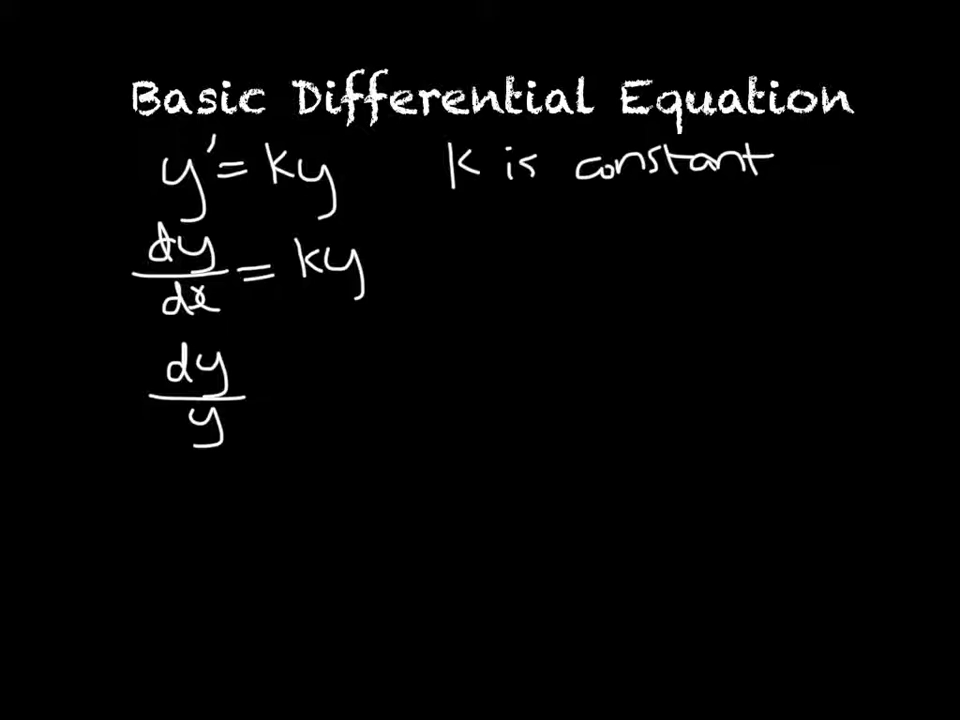 Basic Differential Equation
y' = ky    k is constant
dy/dx = ky
dy/y